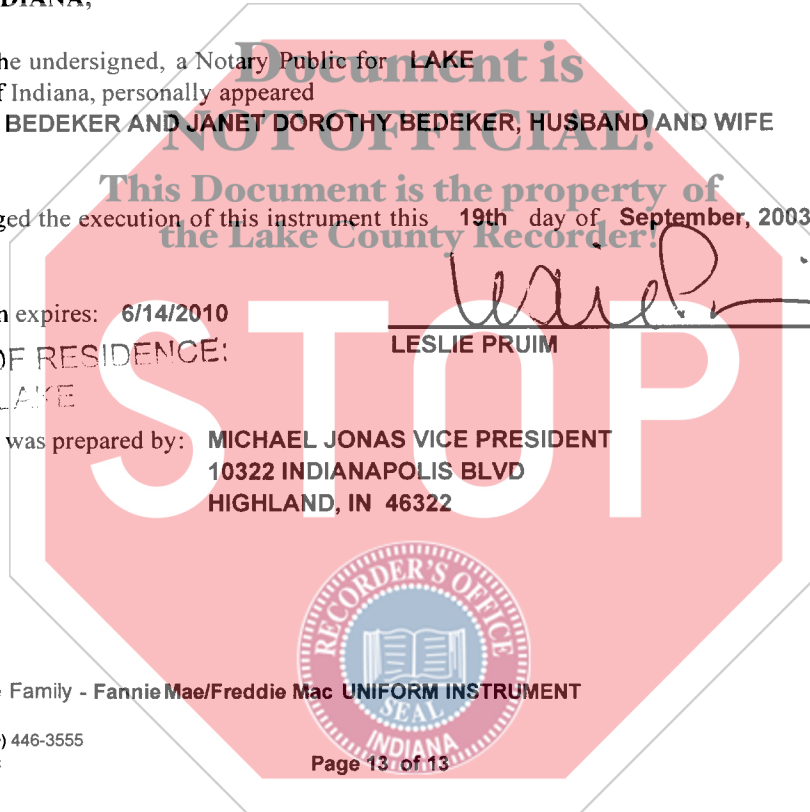 DIANA,
he undersigned, a Notary Public for LAKE
Document is
f Indiana, personally appeared
BEDEKER AND JANET DOROTHY BEDEKER, HUSBAND AND WIFE
NOT OFFICIAL!
This Document is the property of
ged the execution of this instrument this 19th day of September, 2003
the Lake County Recorder!
n expires: 6/14/2010
LESLIE PRUIM
OF RESIDENCE:
LAKE
STOP
was prepared by: MICHAEL JONAS VICE PRESIDENT
10322 INDIANAPOLIS BLVD
HIGHLAND, IN 46322
RECORDER'S OFFICE
e Family - Fannie Mae/Freddie Mac UNIFORM INSTRUMENT
SEAL
INDIANA
) 446-3555
Page 13 of 13